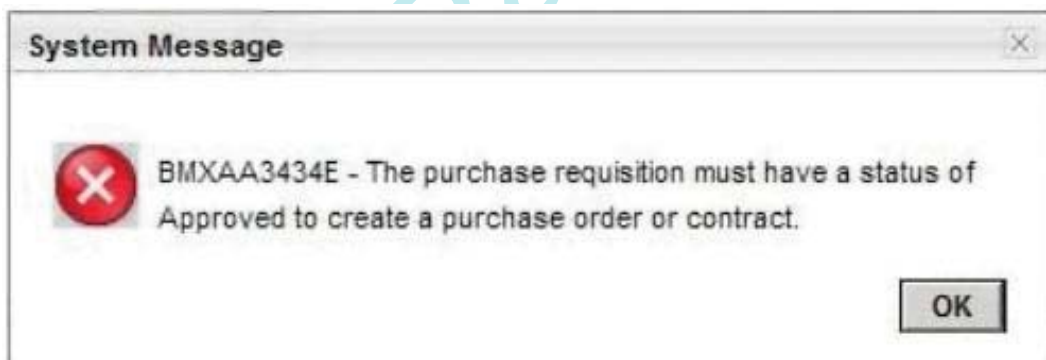 System Message
BMXAA3434E - The purchase requisition must have a status of
Approved to create a purchase order or contract.
OK